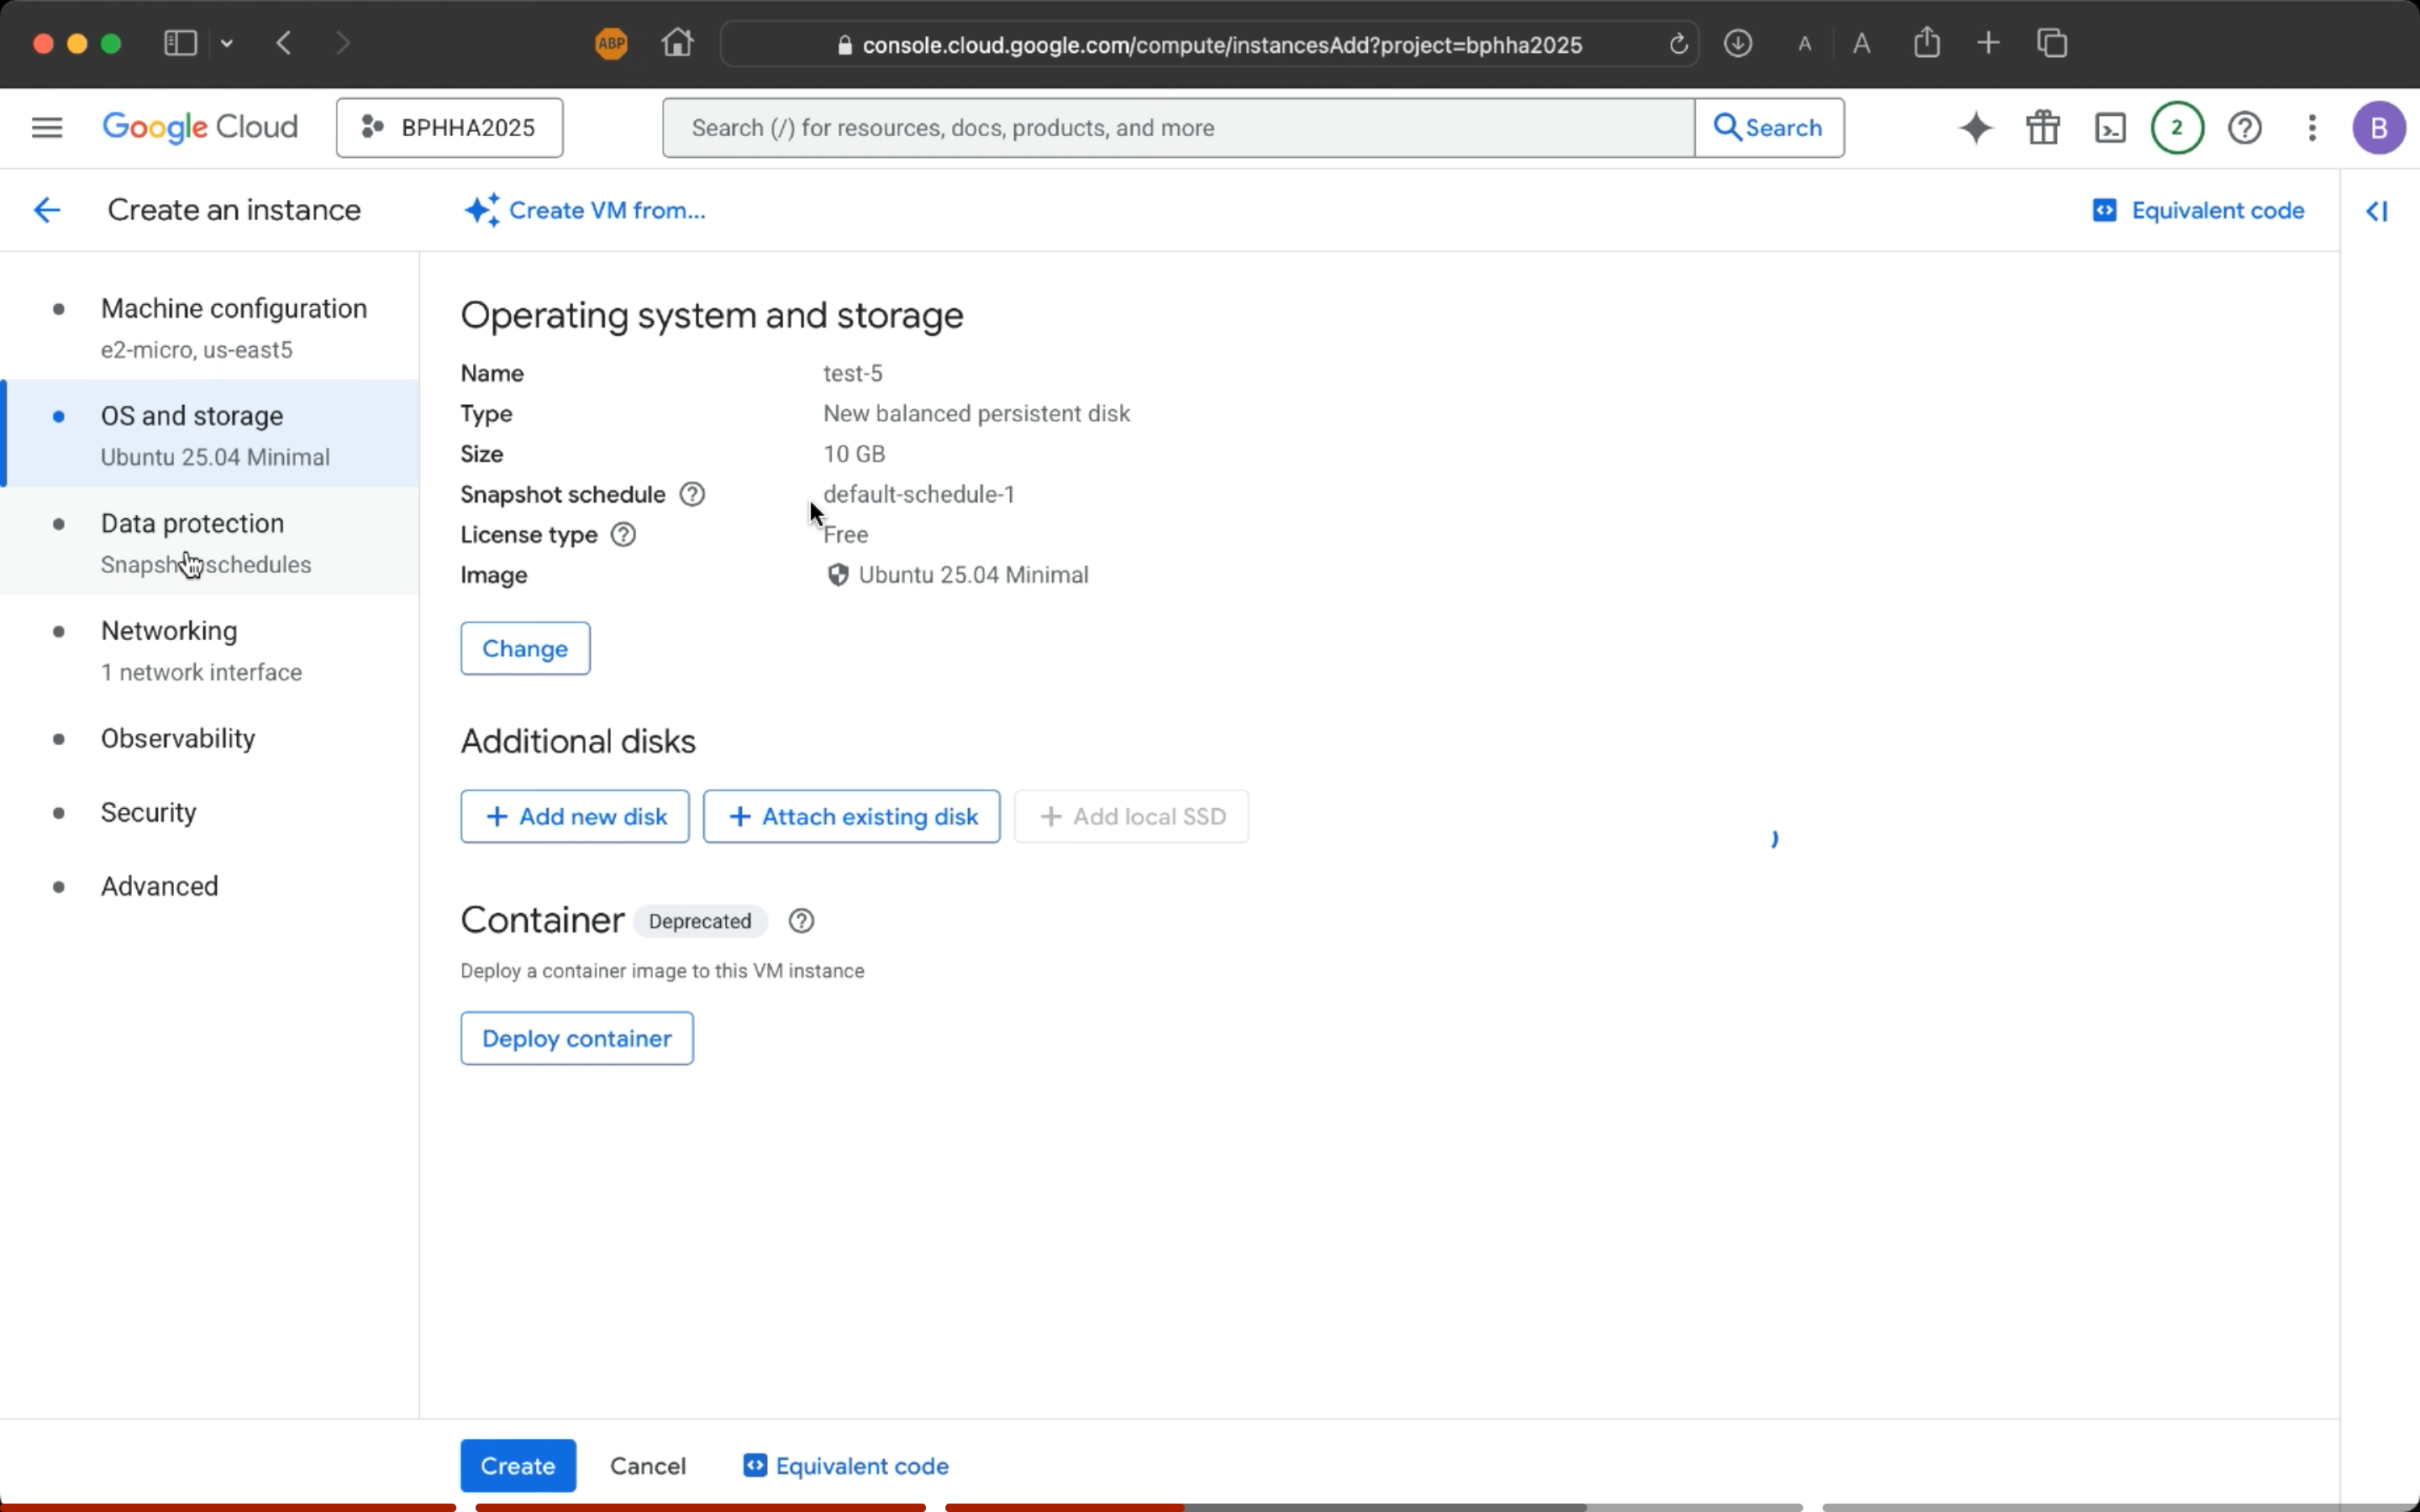 ABP
console.cloud.google.com/compute/instancesAdd?project=bphha2025
A A
Google Cloud
BPHHA2025
Search (/) for resources, docs, products, and more
Search
2
B
Create an instance
Create VM from...
Equivalent code
Machine configuration
e2-micro, us-east5
OS and storage
Ubuntu 25.04 Minimal
Data protection
Snapshot schedules
Networking
1 network interface
Observability
Security
Advanced
Operating system and storage
Name test-5
Type New balanced persistent disk
Size 10 GB
Snapshot schedule default-schedule-1
License type Free
Image Ubuntu 25.04 Minimal
Change
Additional disks
+ Add new disk
+ Attach existing disk
+ Add local SSD
Container Deprecated
Deploy a container image to this VM instance
Deploy container
Create
Cancel
Equivalent code